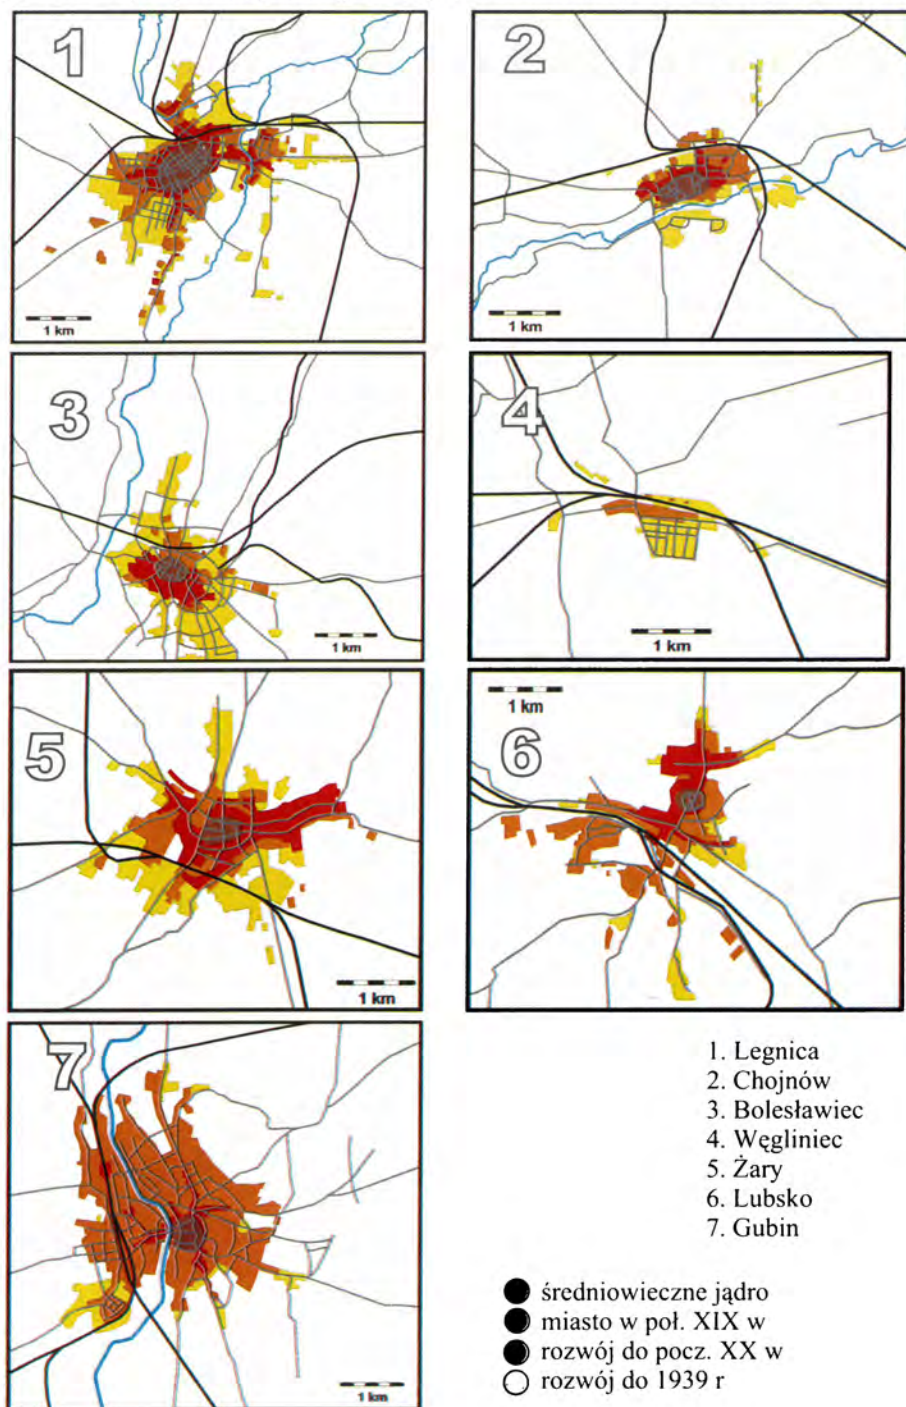 1
1 km
2
1 km
3
1 km
4
1 km
5
1 km
6
1 km
7
1 km
1. Legnica
2. Chojnów
3. Bolesławiec
4. Węgliniec
5. Żary
6. Lubsko
7. Gubin
średniowieczne jądro
miasto w poł. XIX w
rozwój do pocz. XX w
rozwój do 1939 r